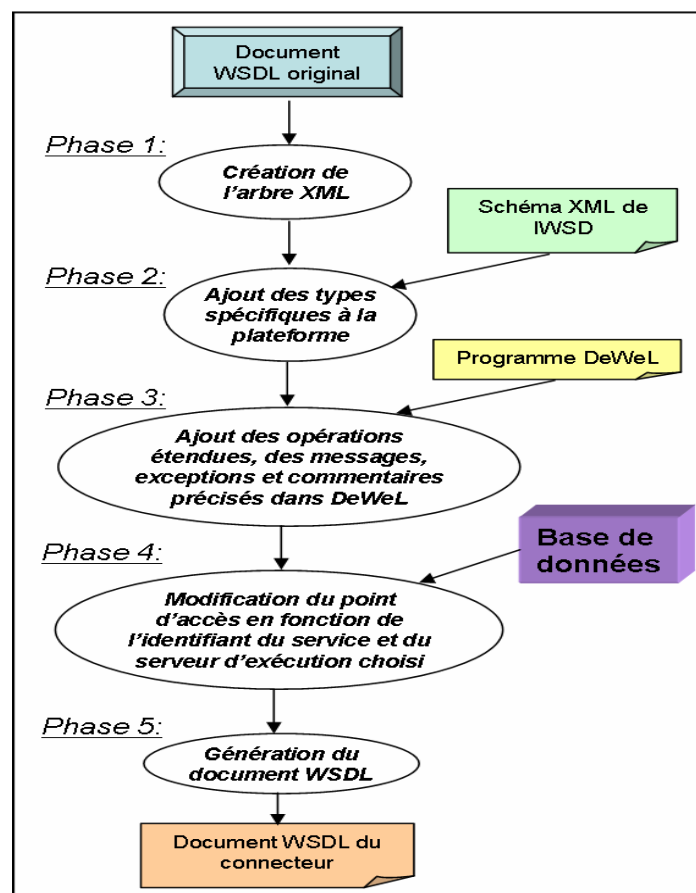 Document
WSDL original
Phase 1:
Création de
l'arbre XML
Schéma XML de
IWSD
Phase 2:
Ajout des types
spécifiques à la
plateforme
Programme DeWeL
Phase 3:
Ajout des opérations
étendues, des messages,
exceptions et commentaires
précisés dans DeWeL
Base de
données
Phase 4:
Modification du point
d'accès en fonction de
l'identifiant du service et du
serveur d'exécution choisi
Phase 5:
Génération du
document WSDL
Document WSDL du
connecteur